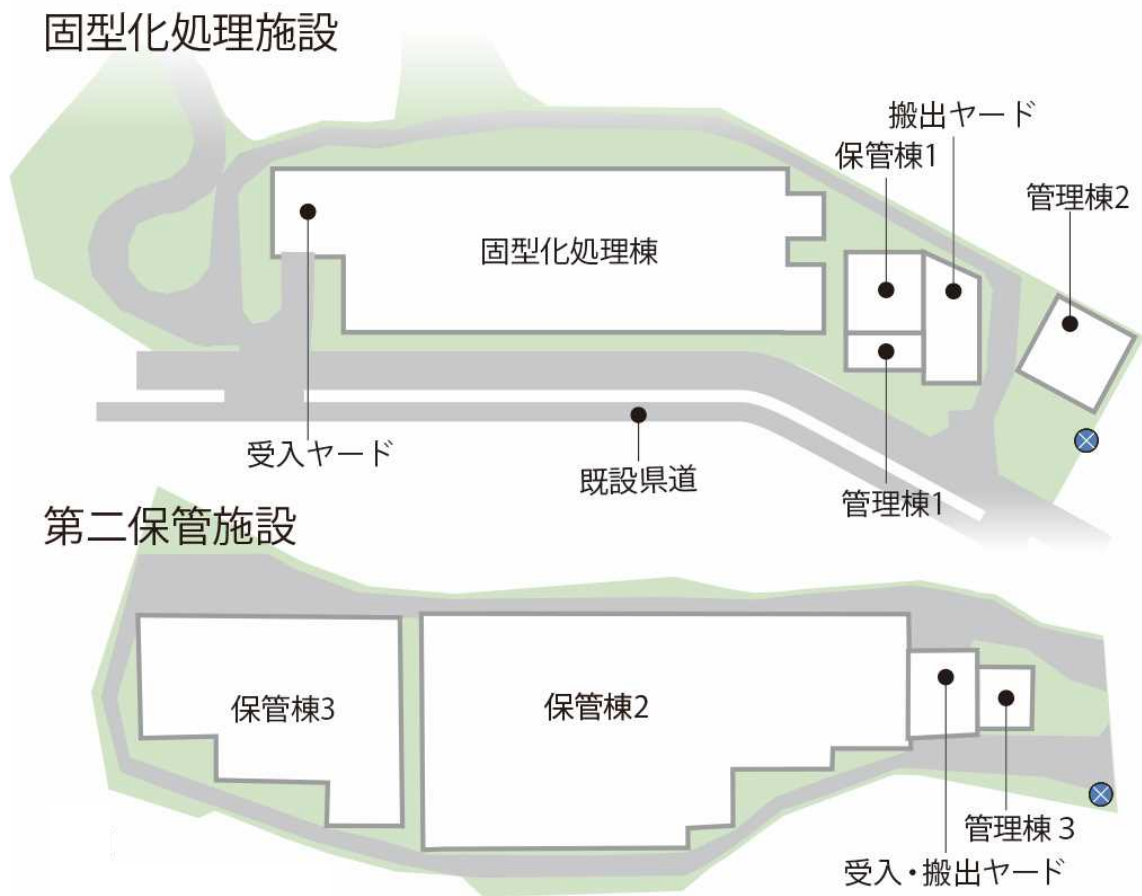 固型化処理施設
搬出ヤード
保管棟1
管理棟2
固型化処理棟
受入ヤード
既設県道
管理棟1
第二保管施設
保管棟3
保管棟2
管理棟3
受入・搬出ヤード